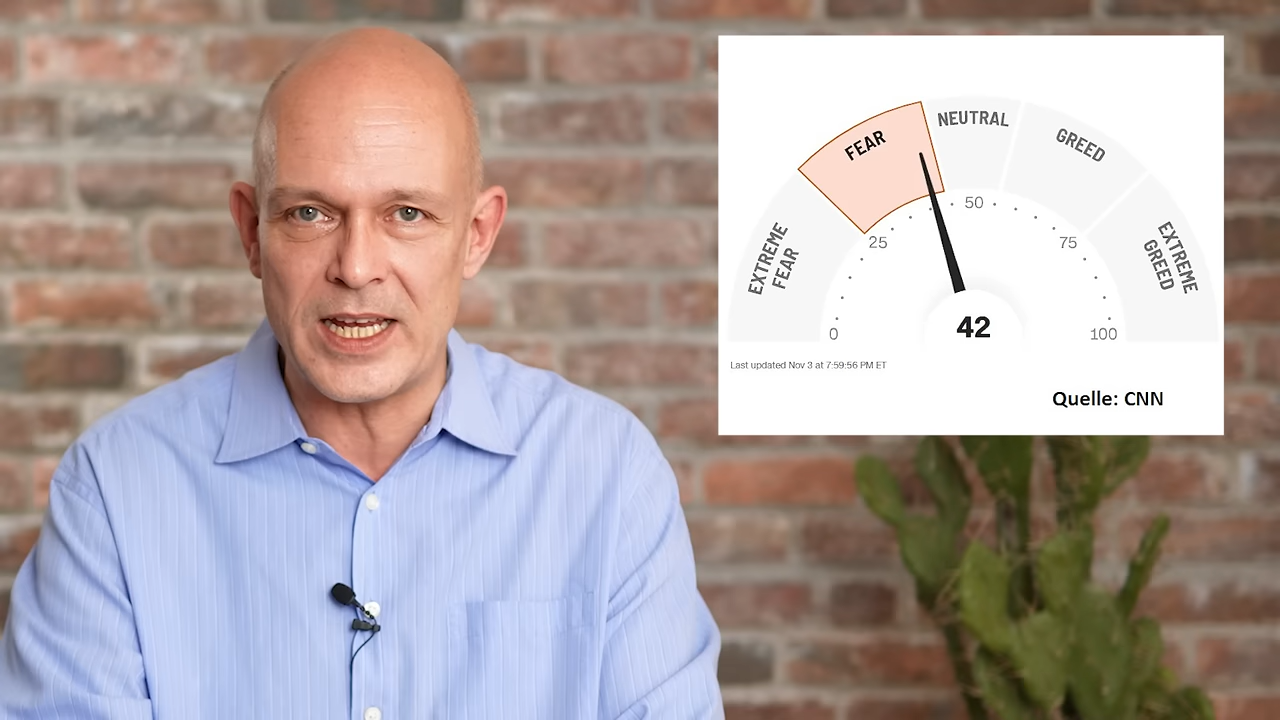 EXTREME
FEAR
FEAR
NEUTRAL
GREED
EXTREME
GREED
0
25
50
75
100
42
Last updated Nov 3 at 7:59:56 PM ET
Quelle: CNN